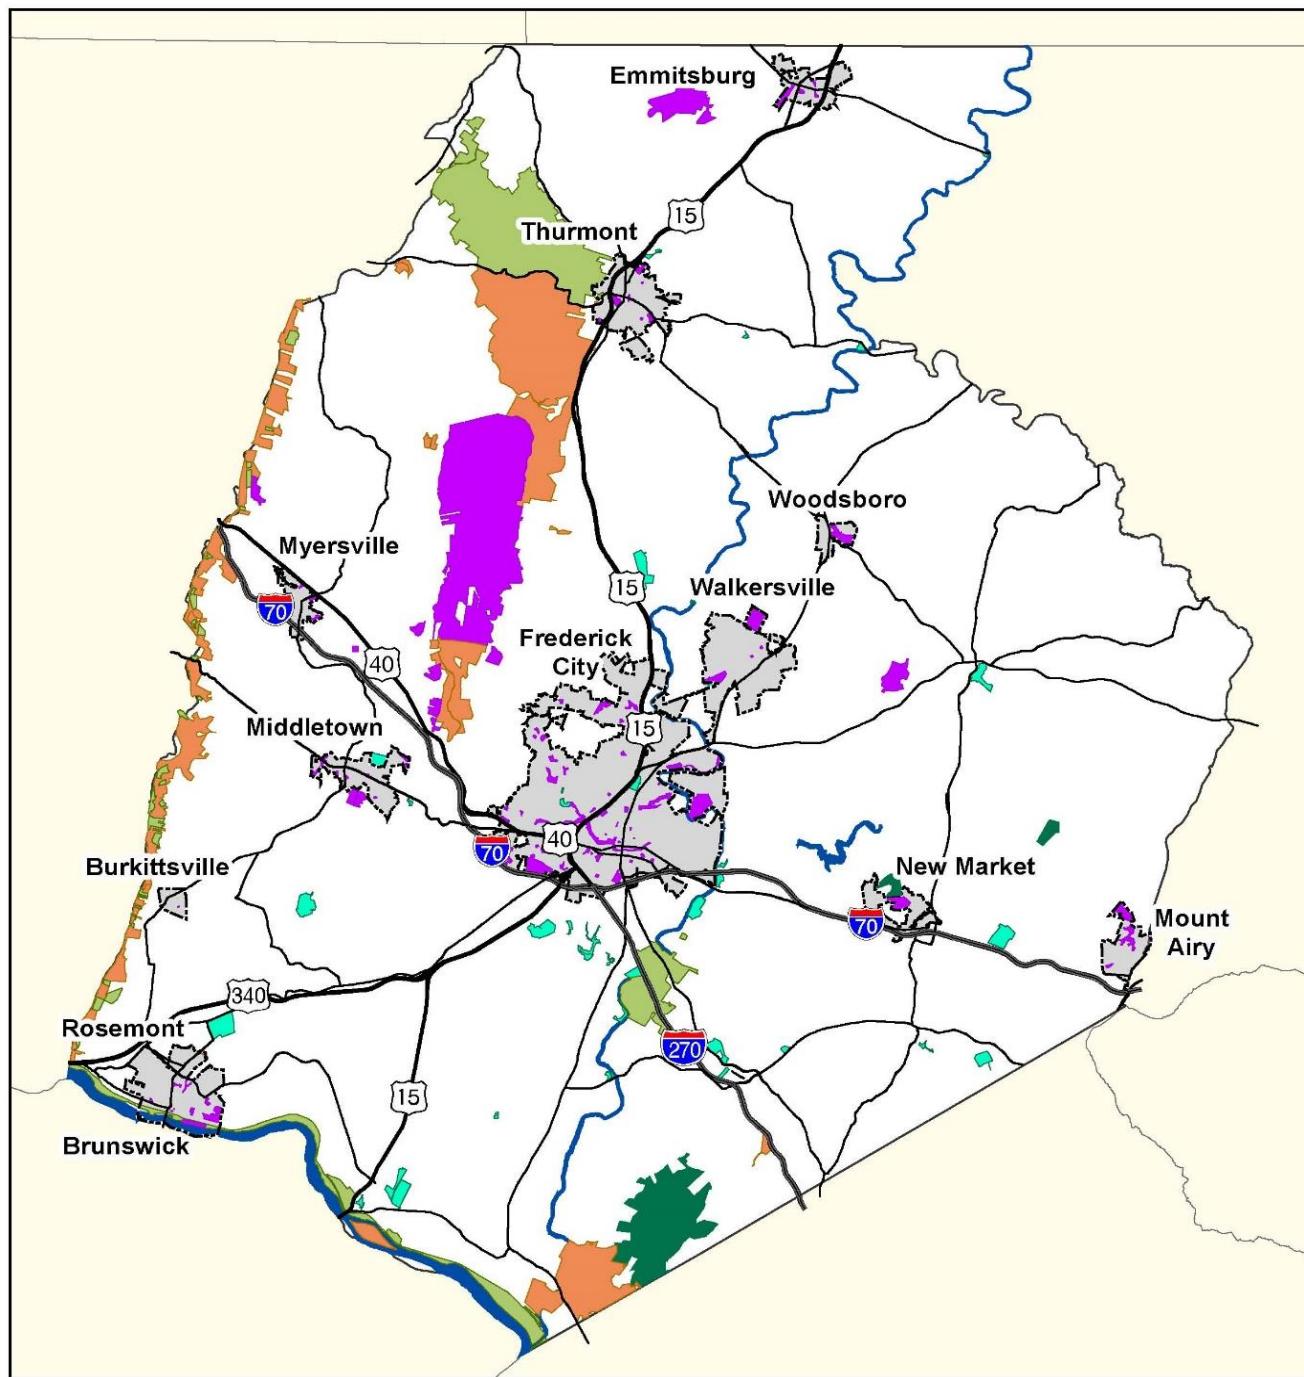 Emmitsburg
15
Thurmont
Woodsboro
Myersville
15
Walkersville
70
Frederick
City
40
Middletown
15
40
70
Burkittsville
New Market
70
Mount
Airy
340
Rosemont
270
15
Brunswick